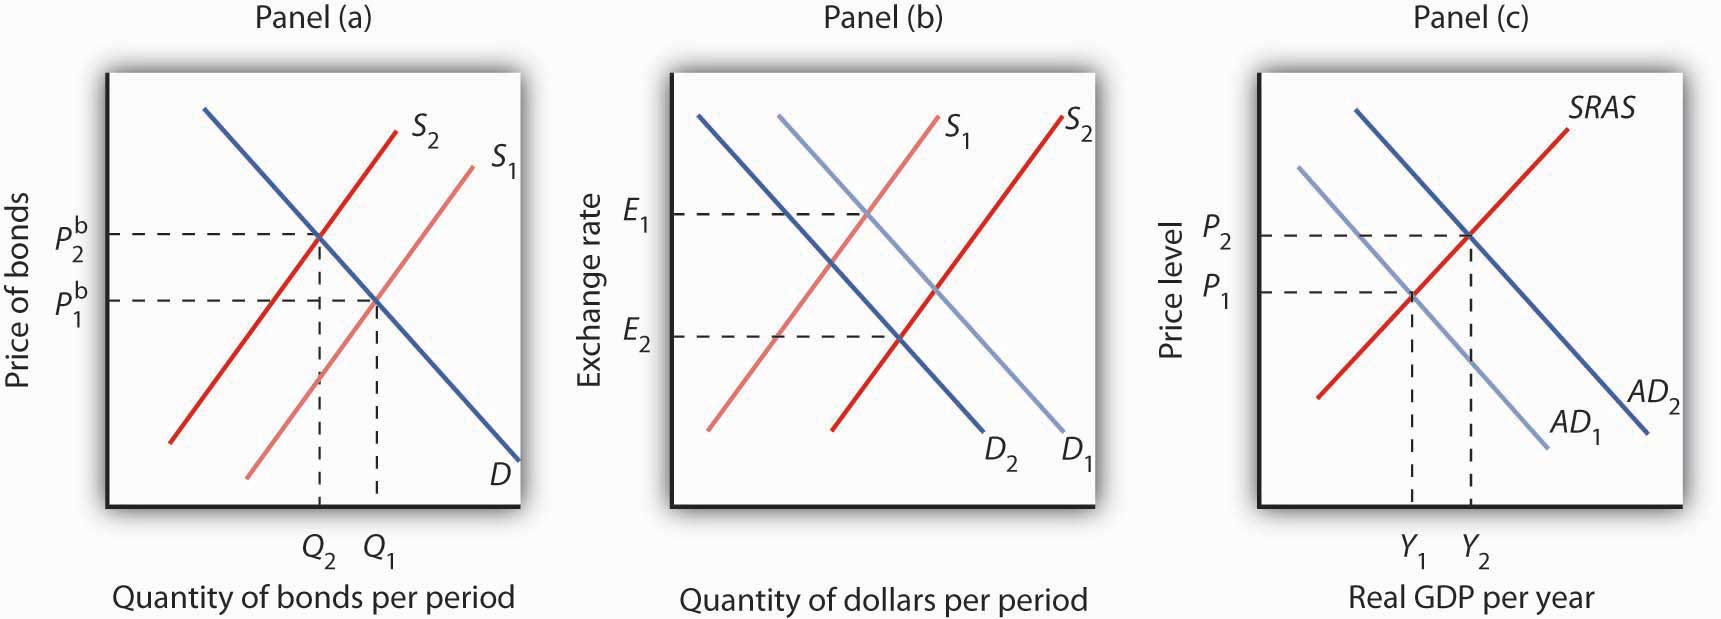 Panel (a)
Price of bonds
P₂ᵇ
P₁ᵇ
S₂
S₁
D
Q₂ Q₁
Quantity of bonds per period
Panel (b)
Exchange rate
E₁
E₂
S₁
S₂
D₂
D₁
Quantity of dollars per period
Panel (c)
Price level
P₂
P₁
SRAS
AD₂
AD₁
Y₁ Y₂
Real GDP per year